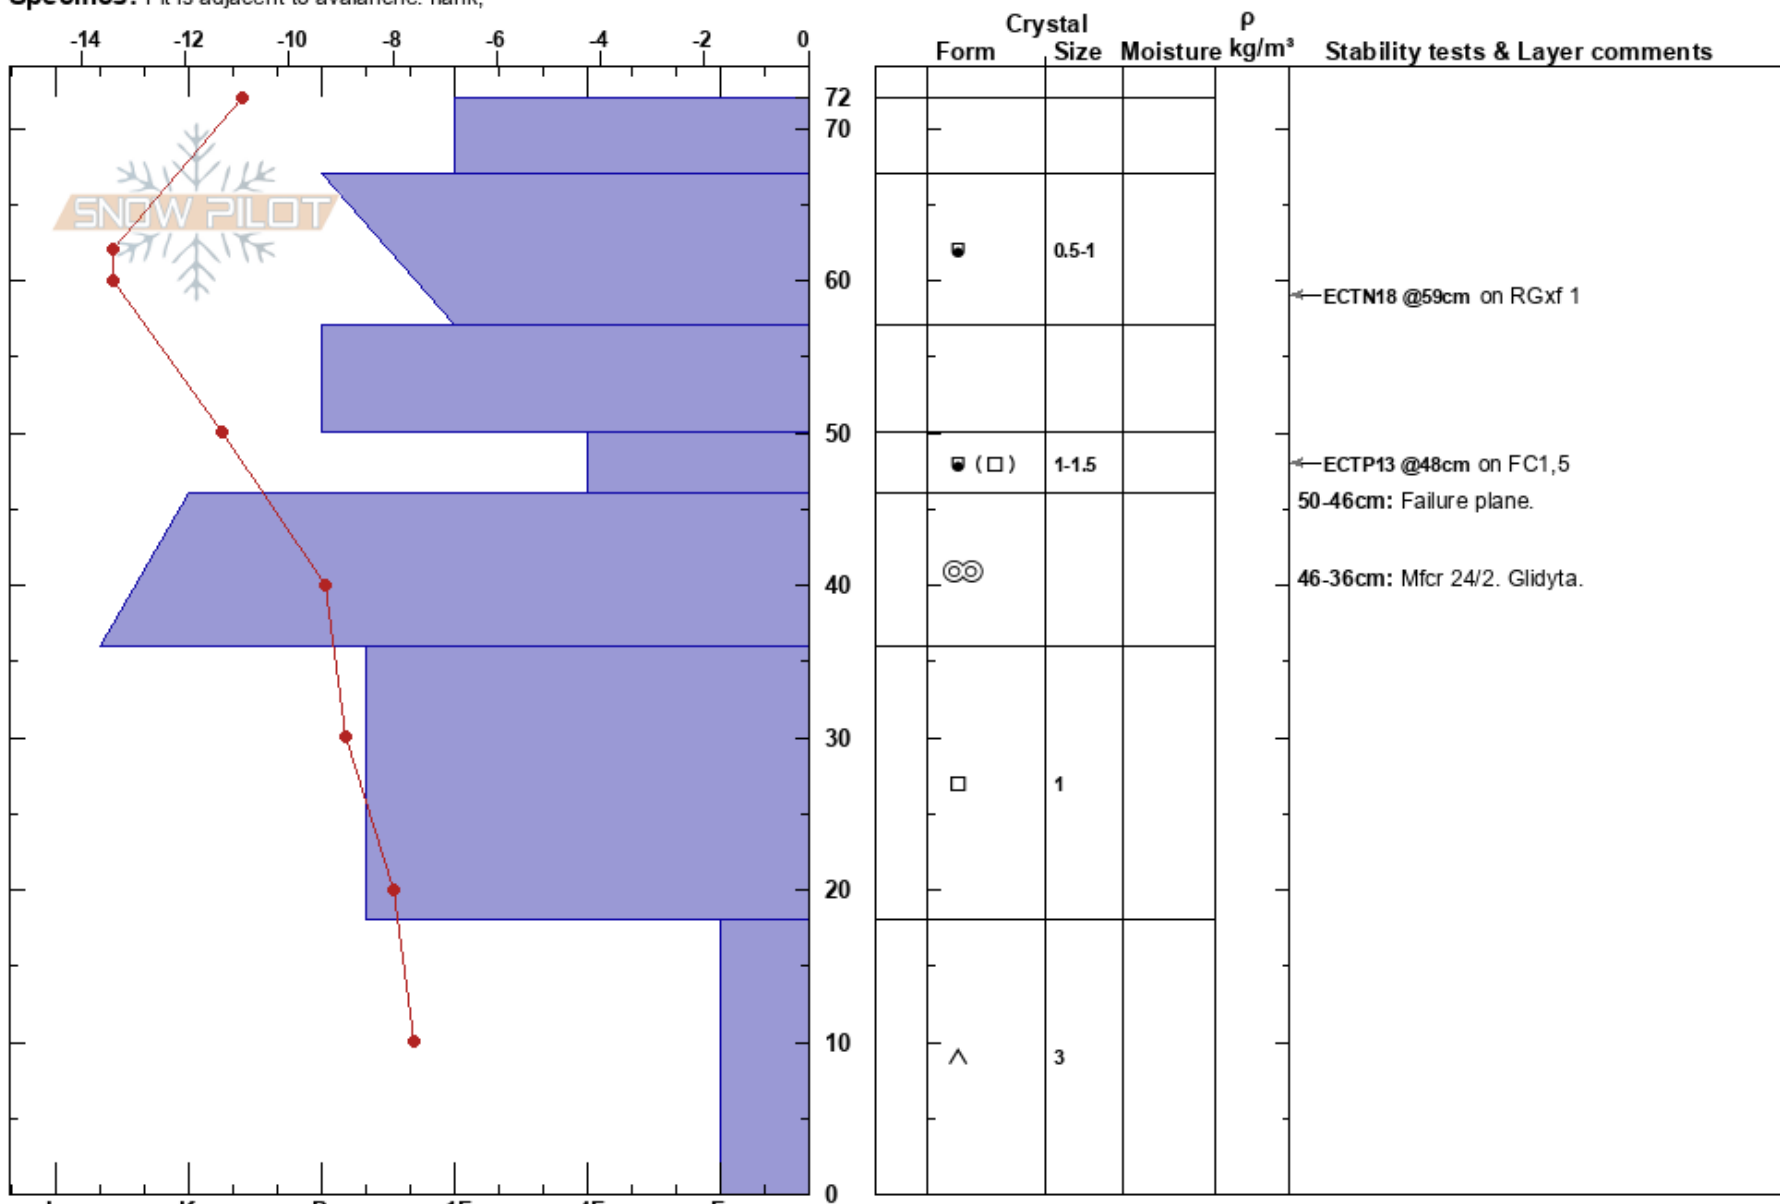 -14 -12 -10 -8 -6 -4 -2 0
Crystal ρ
Form Size Moisture kg/m³ Stability tests & Layer comments
72
70
SNOW PILOT
0.5-1
60
ECTN18 @59cm on RGxf 1
50
1-1.5
ECTP13 @48cm on FC1,5
50-46cm: Failure plane.
46-36cm: Mfcr 24/2. Glidyta.
40
30
1
20
10
3
0